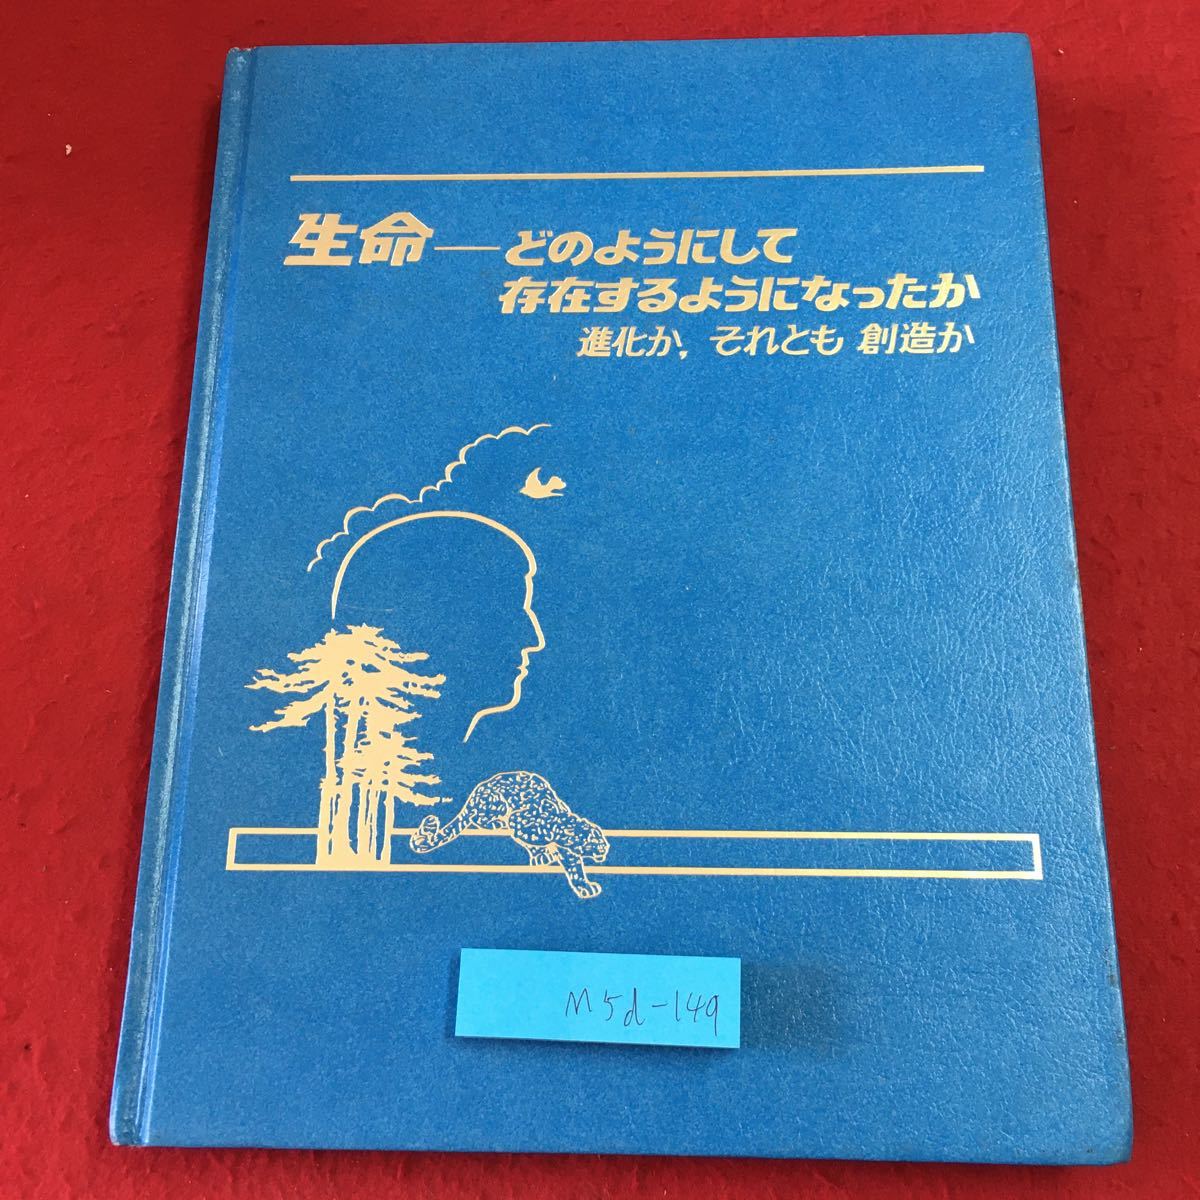 生命―どのようにして
存在するようになったか
進化か，それとも 創造か
M5d-149